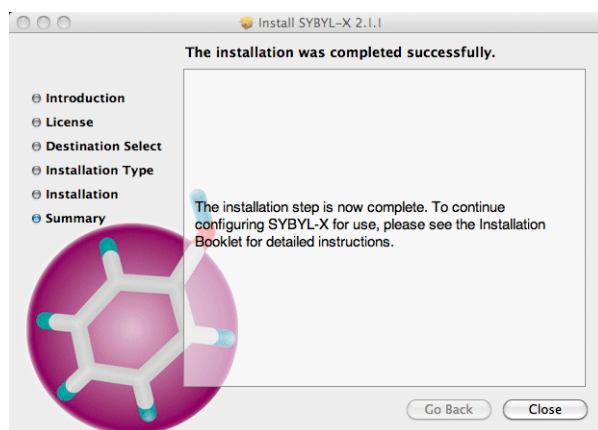 Install SYBYL-X 2.1.1
The installation was completed successfully.
Introduction
License
Destination Select
Installation Type
Installation
Summary
The installation step is now complete. To continue
configuring SYBYL-X for use, please see the Installation
Booklet for detailed instructions.
Go Back
Close